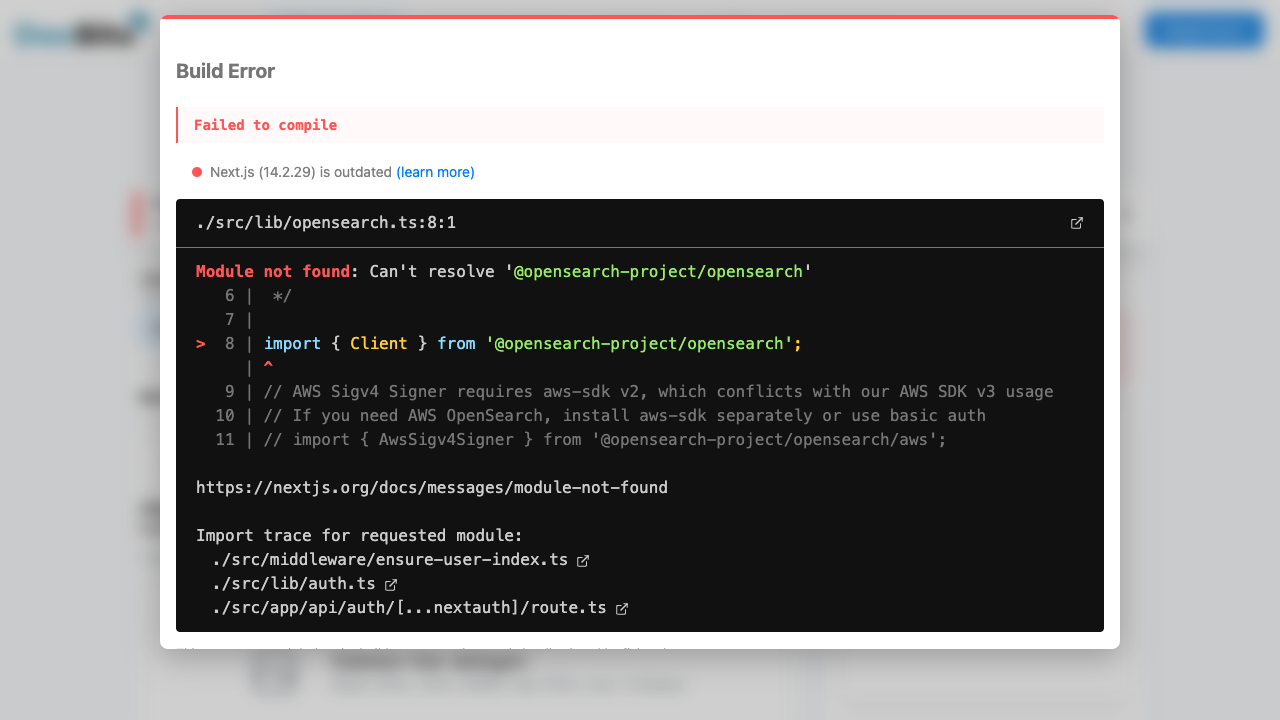 Build Error
Failed to compile
Next.js (14.2.29) is outdated (learn more)
./src/lib/opensearch.ts:8:1
Module not found: Can't resolve '@opensearch-project/opensearch'
6 |  */
7 |
> 8 | import { Client } from '@opensearch-project/opensearch';
| ^
9 | // AWS Sigv4 Signer requires aws-sdk v2, which conflicts with our AWS SDK v3 usage
10 | // If you need AWS OpenSearch, install aws-sdk separately or use basic auth
11 | // import { AwsSigv4Signer } from '@opensearch-project/opensearch/aws';
https://nextjs.org/docs/messages/module-not-found
Import trace for requested module:
./src/middleware/ensure-user-index.ts
./src/lib/auth.ts
./src/app/api/auth/[...nextauth]/route.ts